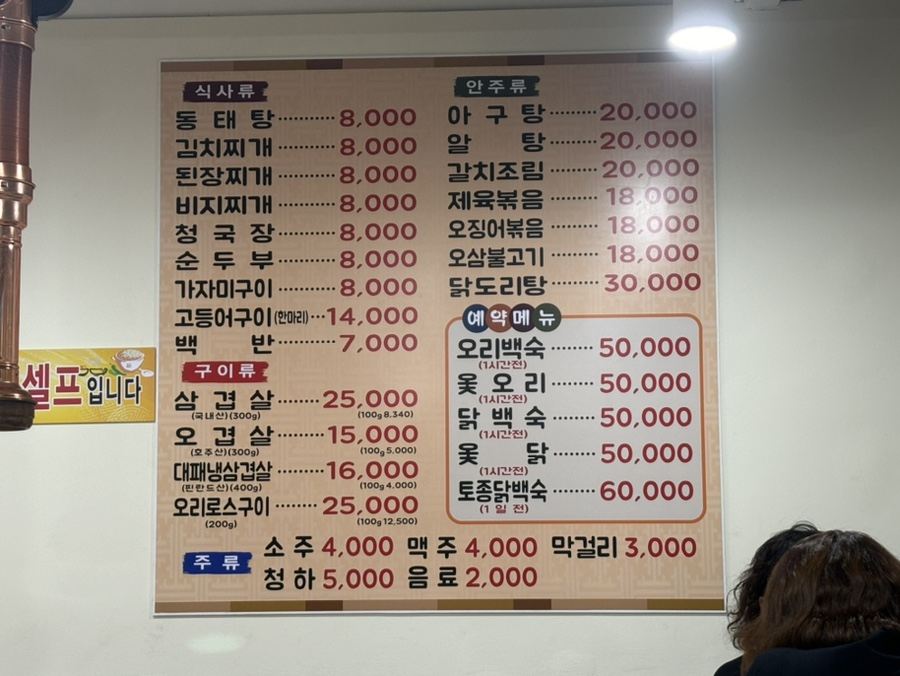 식사류
동태탕 8,000
김치찌개 8,000
된장찌개 8,000
비지찌개 8,000
청국장 8,000
순두부 8,000
가자미구이 8,000
고등어구이(한마리) 14,000
백반 7,000
구이류
삼겹살 25,000
(국내산)(300g) (100g 8.340)
오겹살 15,000
(호주산)(300g) (100g 5.000)
대패냉삼겹살 16,000
(핀란드산)(400g) (100g 4.000)
오리로스구이 25,000
(200g) (100g 12,500)
안주류
아구탕 20,000
알탕 20,000
갈치조림 20,000
제육볶음 18,000
오징어볶음 18,000
오삼불고기 18,000
닭도리탕 30,000
예약메뉴
오리백숙 50,000
(1시간전)
옻오리 50,000
(1시간전)
닭백숙 50,000
(1시간전)
옻닭 50,000
(1시간전)
토종닭백숙 60,000
(1일전)
주류
소주 4,000 맥주 4,000 막걸리 3,000
청하 5,000 음료 2,000
셀프입니다